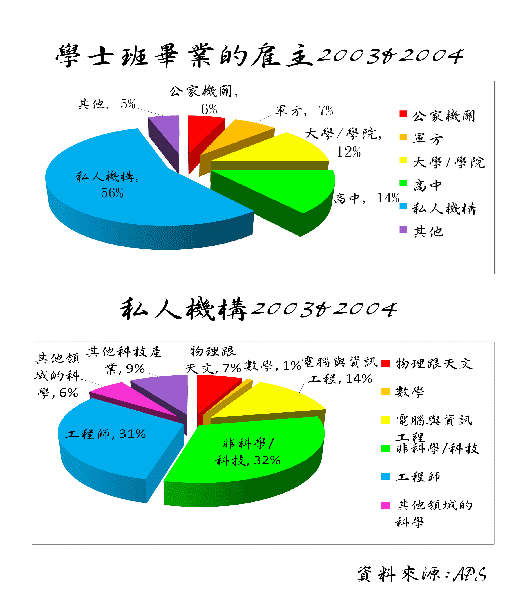 學士班畢業的雇主2003&2004
公家機關,
6%
其他, 5%
軍方, 7%
大學/學院,
12%
高中, 14%
私人機構,
56%
公家機關
軍方
大學/學院
高中
私人機構
其他
私人機構2003&2004
物理跟
天文, 7%
數學, 1%
電腦與資訊
工程, 14%
非科學/
科技, 32%
工程師, 31%
其他領
域的科
學, 6%
其他科技產
業, 9%
物理跟天文
數學
電腦與資訊
工程
非科學/科技
工程師
其他領域的
科學
資料來源:APS